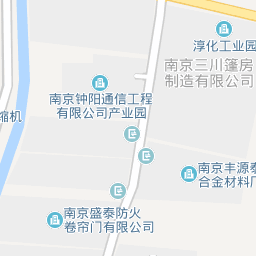 淳化工业园
南京三川篷房
制造有限公司
南京钟阳通信工程
有限公司产业园
缩机
南京丰源泰
合金材料厂
南京盛泰防火
卷帘门有限公司